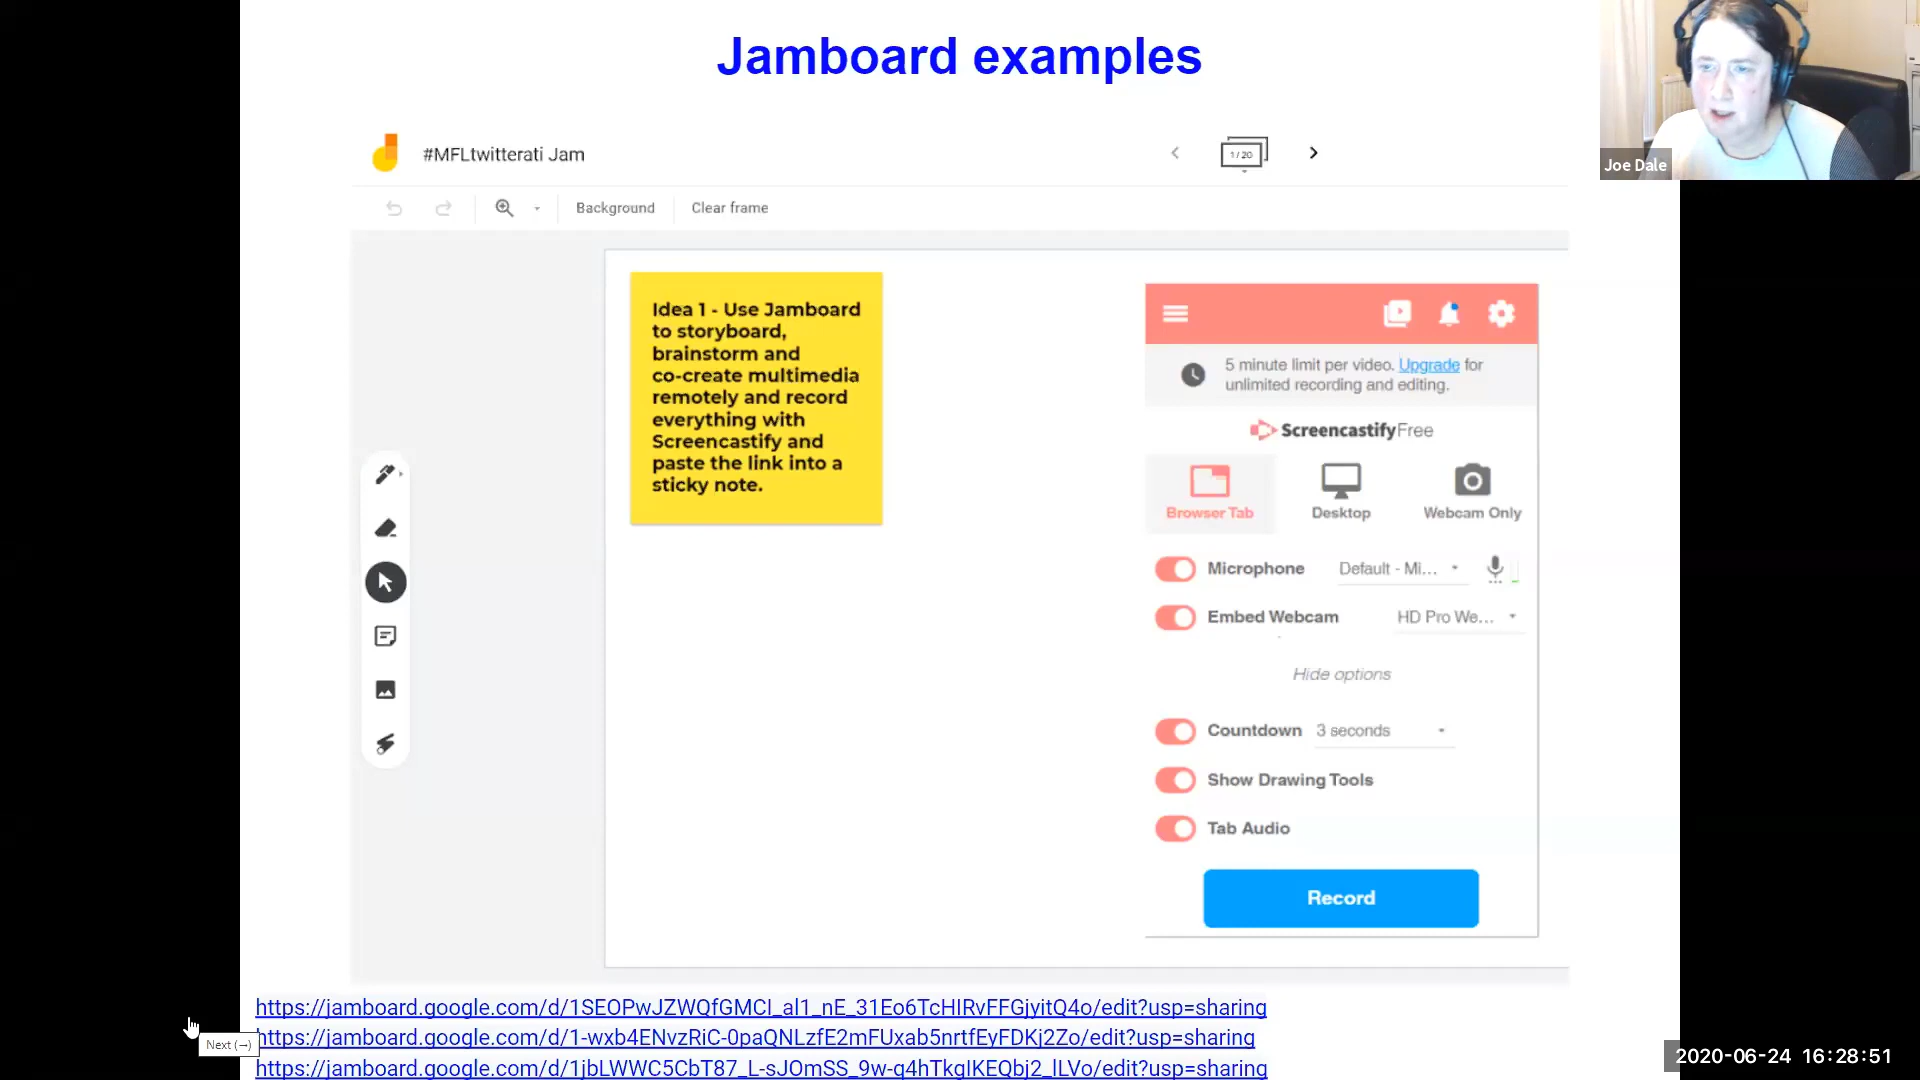 Jamboard examples
Joe Dale
#MFLtwitterati Jam
1 / 20
Background
Clear frame
Idea 1 - Use Jamboard
to storyboard,
brainstorm and
co-create multimedia
remotely and record
everything with
Screencastify and
paste the link into a
sticky note.
5 minute limit per video. Upgrade for
unlimited recording and editing.
ScreencastifyFree
Browser Tab
Desktop
Webcam Only
Microphone
Default - Mi...
Embed Webcam
HD Pro We...
Hide options
Countdown
3 seconds
Show Drawing Tools
Tab Audio
Record
https://jamboard.google.com/d/1SEOPwJZWQfGMCl_al1_nE_31Eo6TcHIRvFFGjyitQ4o/edit?usp=sharing
https://jamboard.google.com/d/1-wxb4ENvzRiC-0paQNLzfE2mFUxab5nrtfEyFDKj2Zo/edit?usp=sharing
https://jamboard.google.com/d/1jbLWWC5CbT87_L-sJOmSS_9w-q4hTkgIKEQbj2_lLVo/edit?usp=sharing
Next (→)
2020-06-24 16:28:51